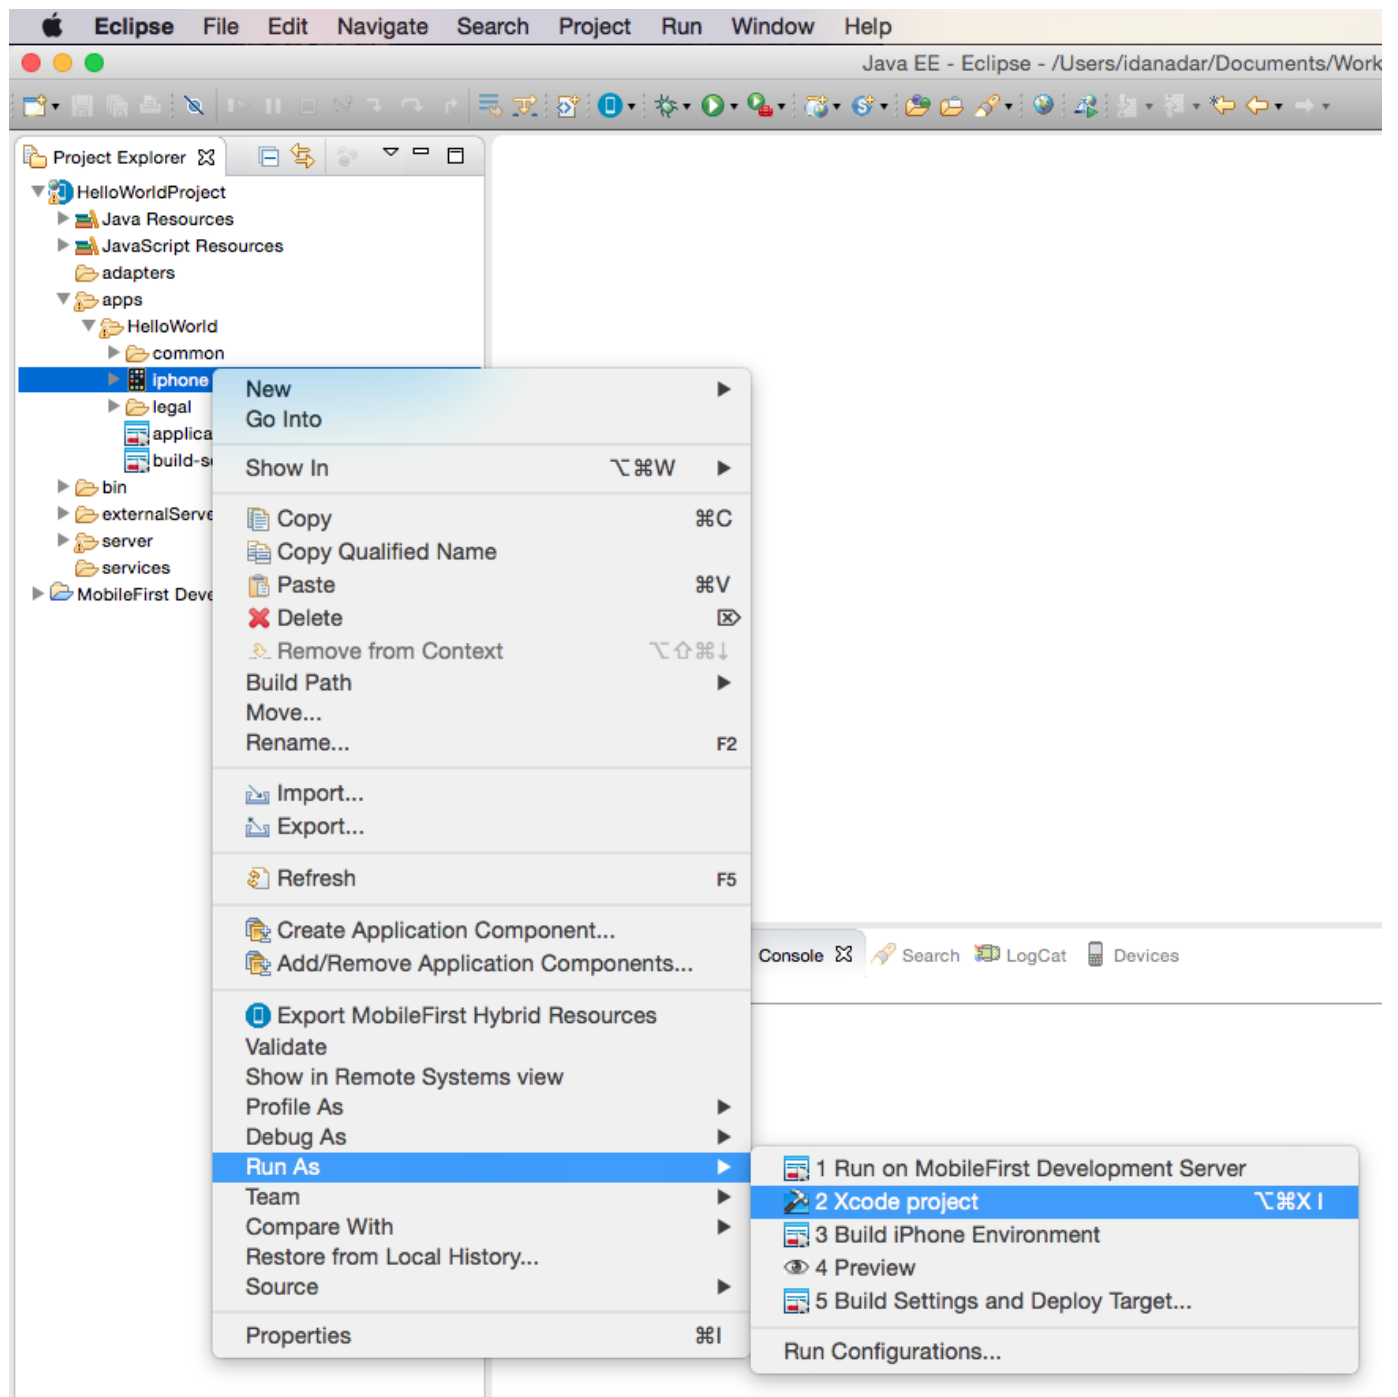 Eclipse File Edit Navigate Search Project Run Window Help
Java EE - Eclipse - /Users/idanadar/Documents/Work
Project Explorer
HelloWorldProject
Java Resources
JavaScript Resources
adapters
apps
HelloWorld
common
iphone
legal
applica
build-s
bin
externalServe
server
services
MobileFirst Deve
New
Go Into
Show In ⌥⌘W
Copy ⌘C
Copy Qualified Name
Paste ⌘V
Delete ⌦
Remove from Context ⌥⇧⌘↓
Build Path
Move...
Rename... F2
Import...
Export...
Refresh F5
Create Application Component...
Add/Remove Application Components...
Export MobileFirst Hybrid Resources
Validate
Show in Remote Systems view
Profile As
Debug As
Run As
Team
Compare With
Restore from Local History...
Source
Properties ⌘I
Console Search LogCat Devices
1 Run on MobileFirst Development Server
2 Xcode project ⌥⌘X I
3 Build iPhone Environment
4 Preview
5 Build Settings and Deploy Target...
Run Configurations...